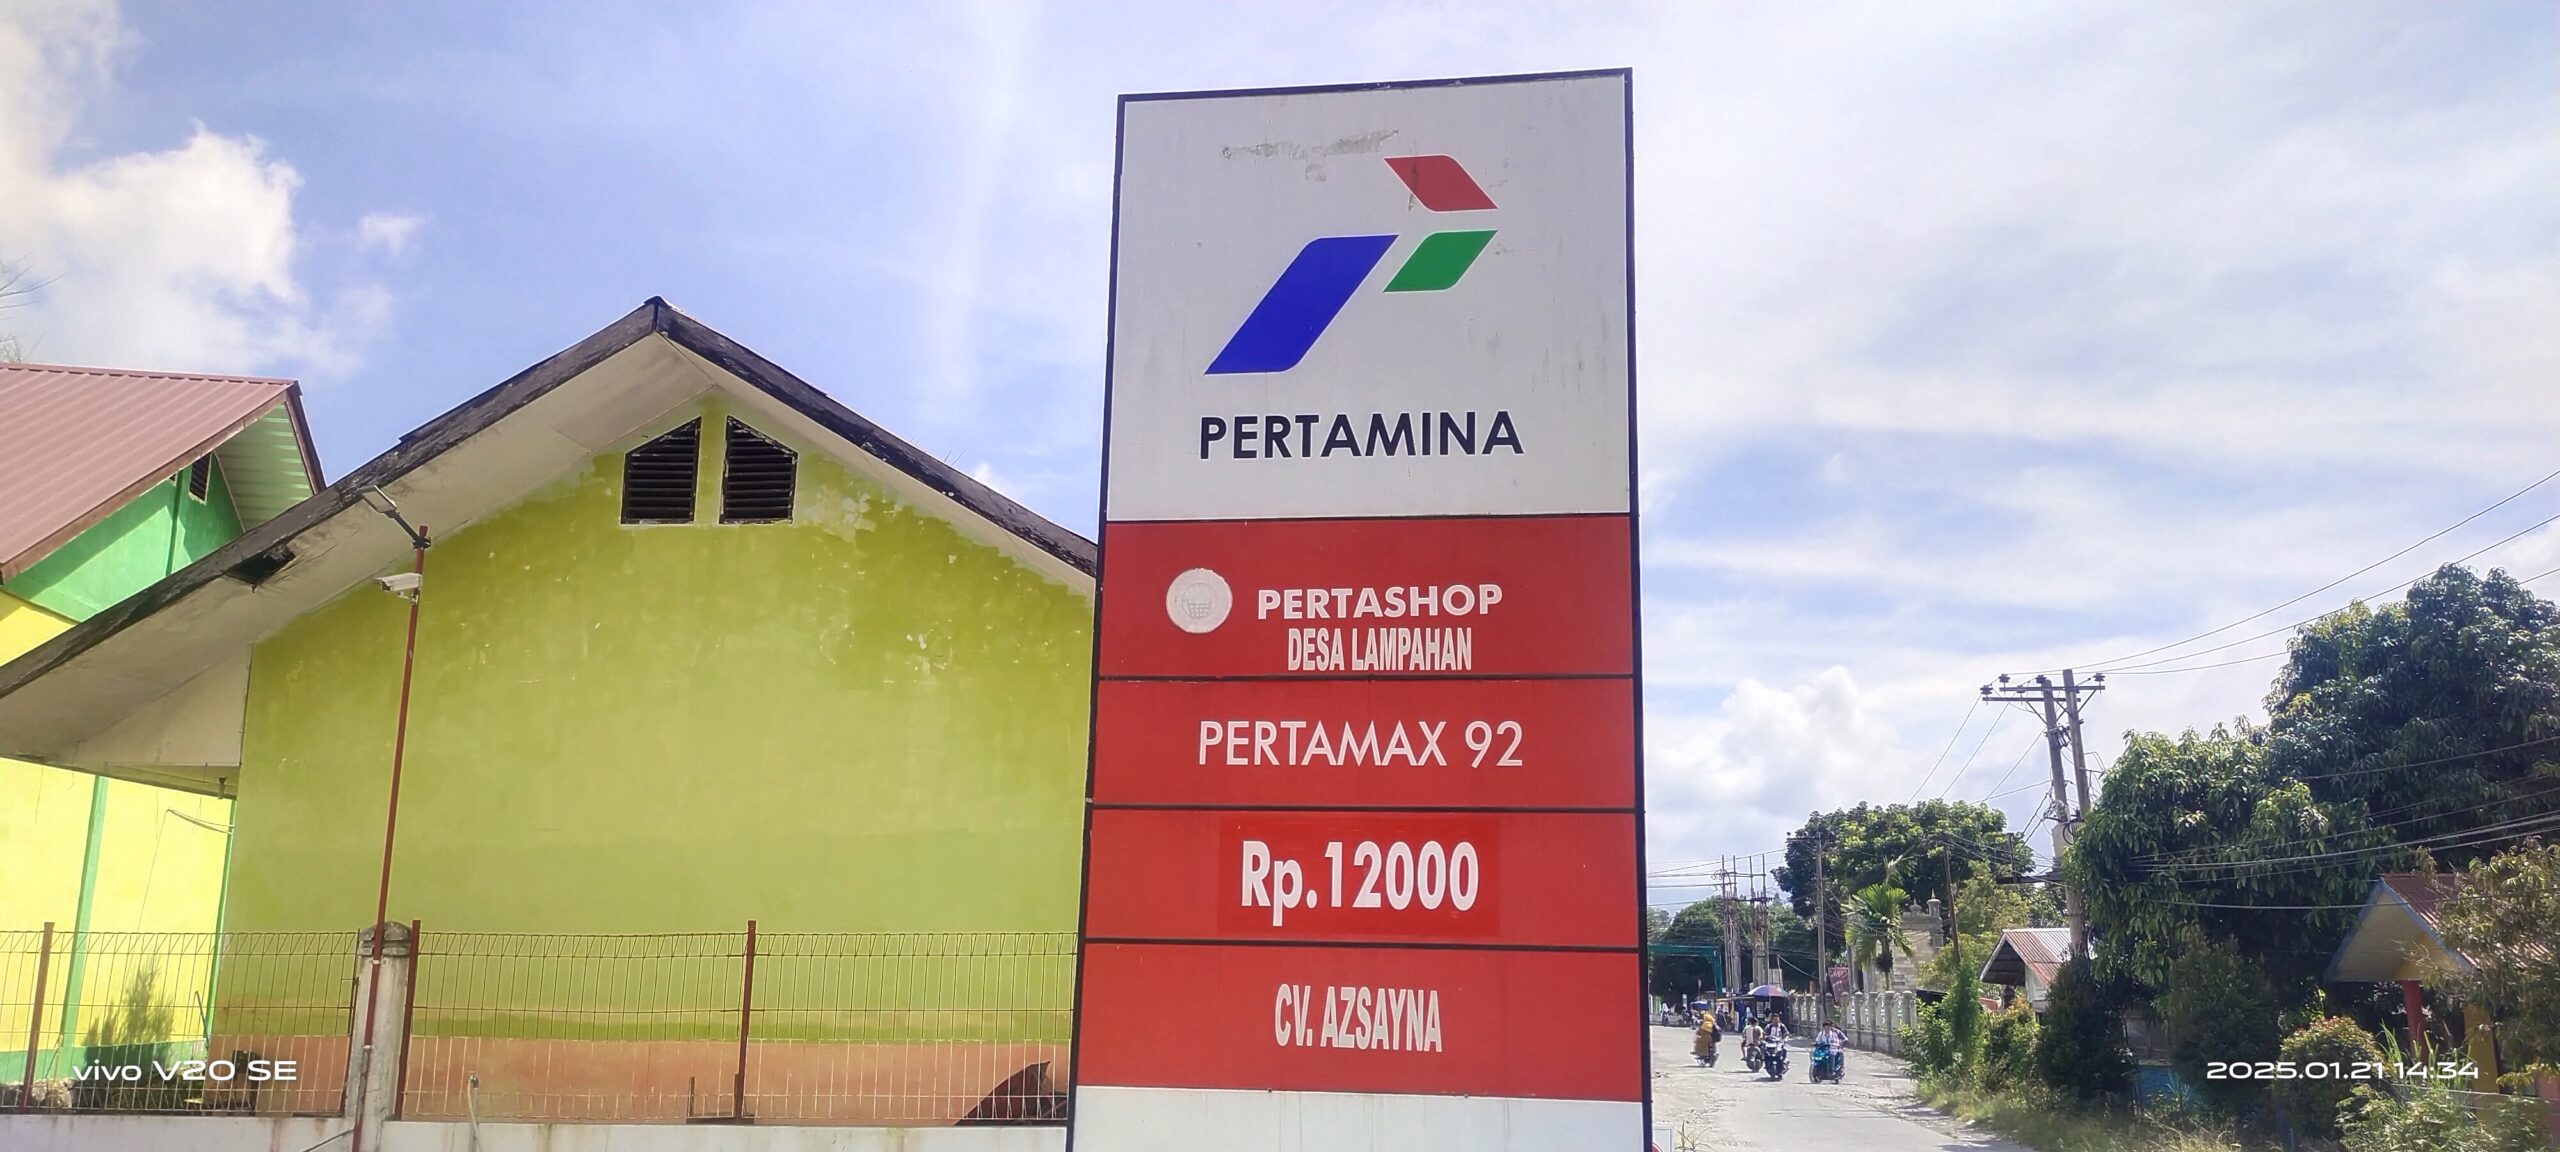 PERTAMINA
PERTASHOP
DESA LAMPAHAN
PERTAMAX 92
Rp.12000
CV. AZSAYNA
vivo V20 SE
2025.01.21 14:34